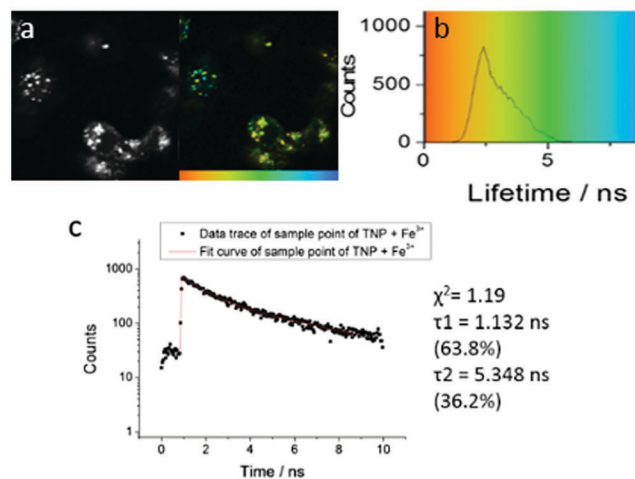 a
b
1000
500
0
Counts
0
5
Lifetime / ns
c
Data trace of sample point of TNP + Fe³⁺
Fit curve of sample point of TNP + Fe³⁺
1000
100
10
1
Counts
0 2 4 6 8 10
Time / ns
χ²= 1.19
τ1 = 1.132 ns
(63.8%)
τ2 = 5.348 ns
(36.2%)